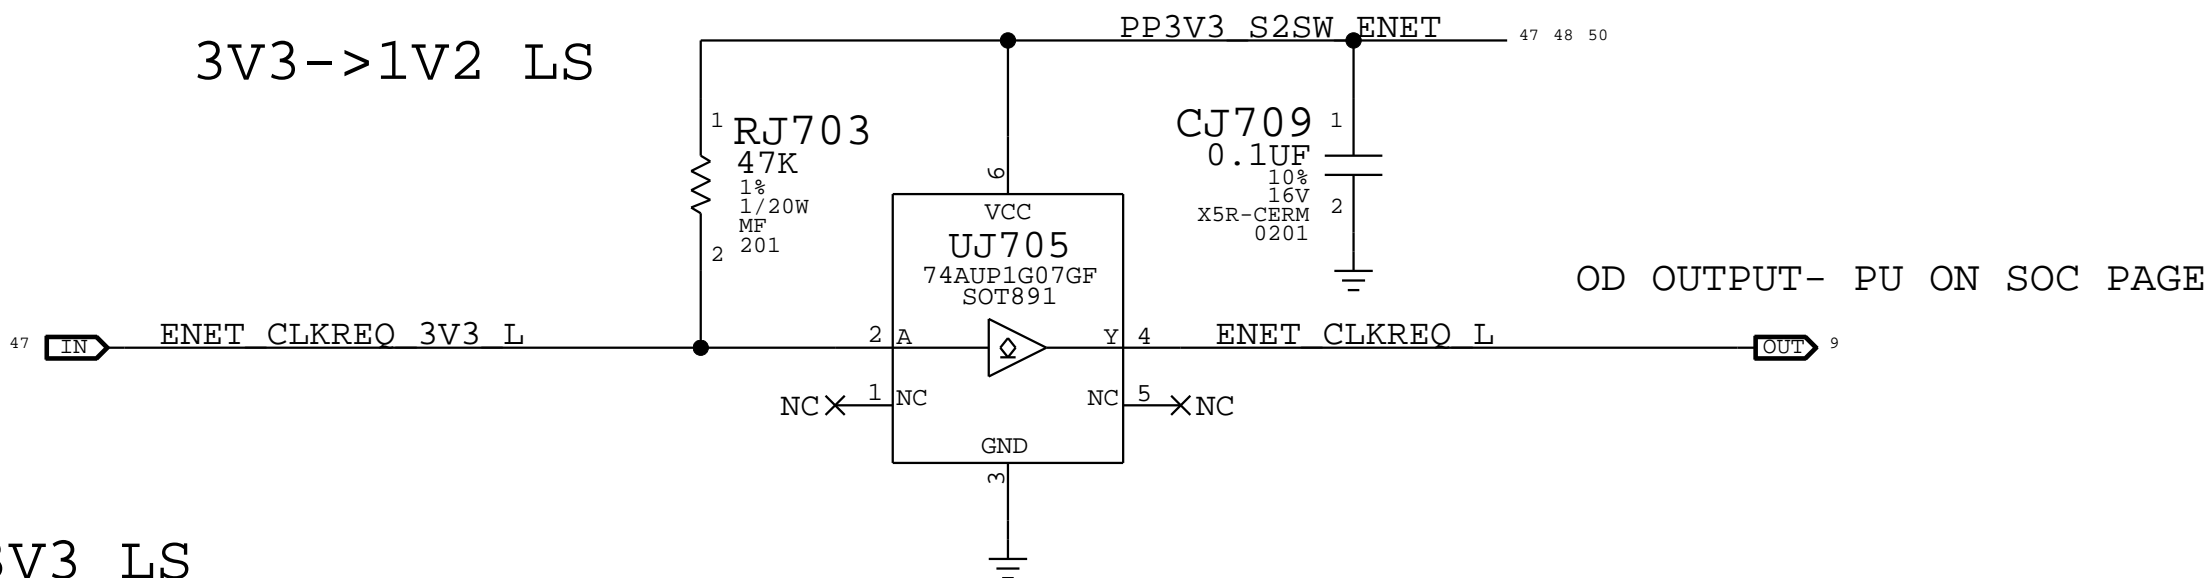 PP3V3_S2SW_ENET 47 48 50
3V3->1V2 LS
1 RJ703
47K
1%
1/20W
MF
201
2
CJ709 1
0.1UF
10%
16V
X5R-CERM 2
0201
6
VCC
UJ705
74AUP1G07GF
SOT891
OD OUTPUT- PU ON SOC PAGE
47 IN ENET_CLKREQ_3V3_L 2 A Y 4 ENET_CLKREQ_L OUT 9
NC 1 NC NC 5 NC
GND
3
3V3 LS